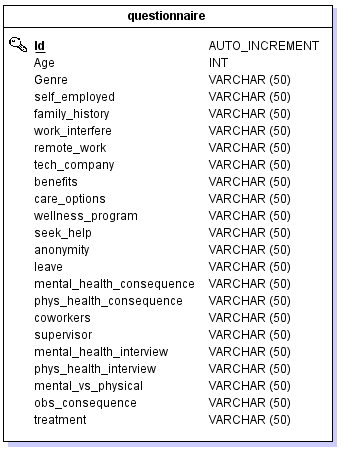 questionnaire
Id AUTO_INCREMENT
Age INT
Genre VARCHAR (50)
self_employed VARCHAR (50)
family_history VARCHAR (50)
work_interfere VARCHAR (50)
remote_work VARCHAR (50)
tech_company VARCHAR (50)
benefits VARCHAR (50)
care_options VARCHAR (50)
wellness_program VARCHAR (50)
seek_help VARCHAR (50)
anonymity VARCHAR (50)
leave VARCHAR (50)
mental_health_consequence VARCHAR (50)
phys_health_consequence VARCHAR (50)
coworkers VARCHAR (50)
supervisor VARCHAR (50)
mental_health_interview VARCHAR (50)
phys_health_interview VARCHAR (50)
mental_vs_physical VARCHAR (50)
obs_consequence VARCHAR (50)
treatment VARCHAR (50)